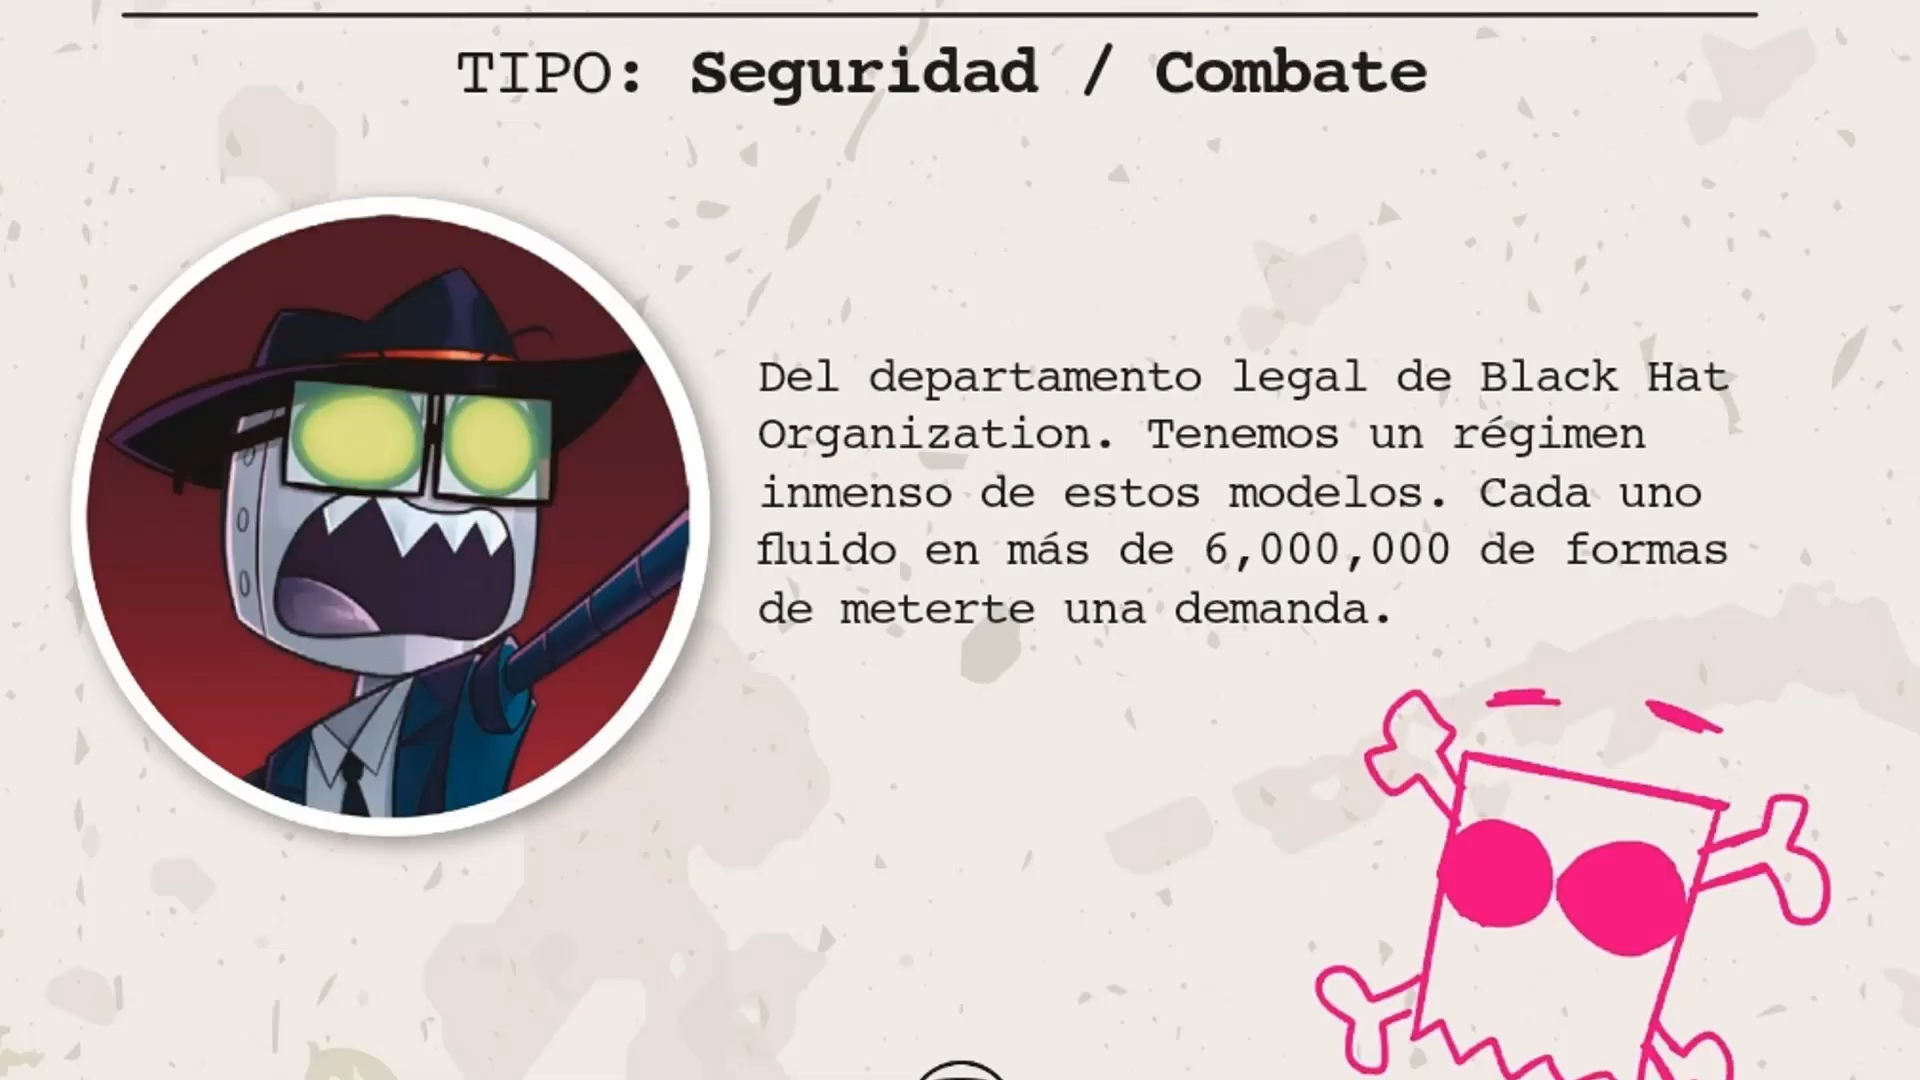 TIPO: Seguridad / Combate
Del departamento legal de Black Hat
Organization. Tenemos un régimen
inmenso de estos modelos. Cada uno
fluido en más de 6,000,000 de formas
de meterte una demanda.